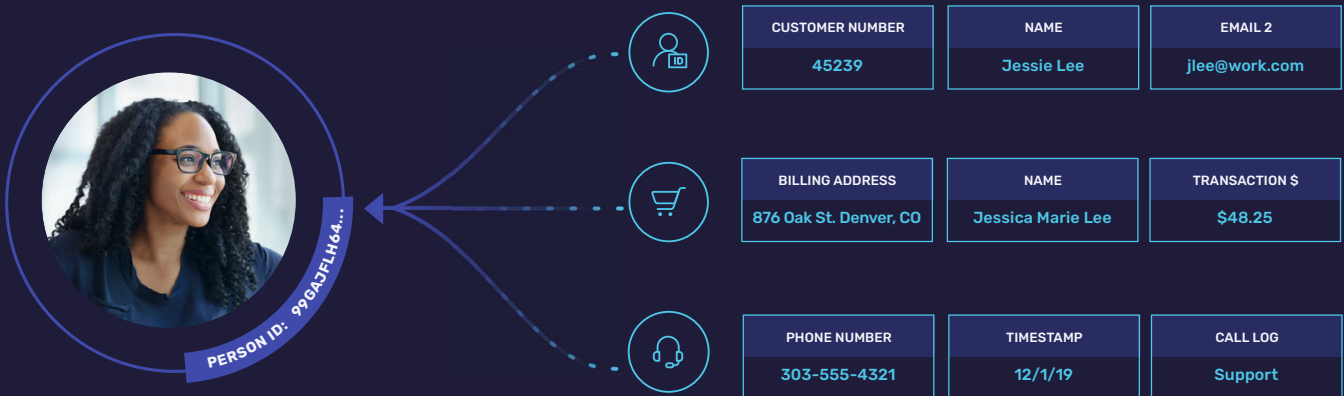 PERSON ID: 99GAJFLH64...
ID
CUSTOMER NUMBER
45239
NAME
Jessie Lee
EMAIL 2
jlee@work.com
BILLING ADDRESS
876 Oak St. Denver, CO
NAME
Jessica Marie Lee
TRANSACTION $
$48.25
PHONE NUMBER
303-555-4321
TIMESTAMP
12/1/19
CALL LOG
Support